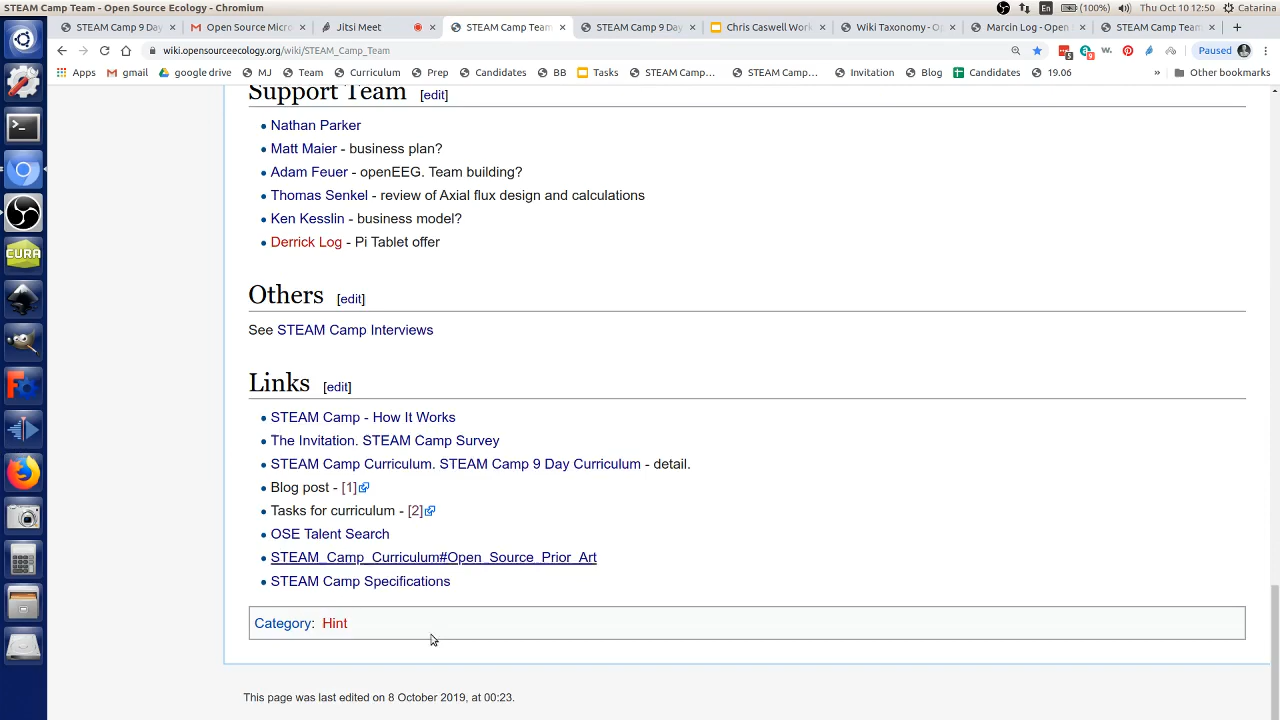 STEAM Camp Team - Open Source Ecology - Chromium
En (100%) Thu Oct 10 12:50 Catarina
STEAM Camp 9 Day
Open Source Micro
Jitsi Meet
STEAM Camp Team
STEAM Camp 9 Day
Chris Caswell Work
Wiki Taxonomy - O
Marcin Log - Open S
STEAM Camp Team
wiki.opensourceecology.org/wiki/STEAM_Camp_Team
Paused
Apps gmail google drive MJ Team Curriculum Prep Candidates BB Tasks STEAM Camp... STEAM Camp... Invitation Blog Candidates 19.06 » Other bookmarks
Support Team [edit]
Nathan Parker
Matt Maier - business plan?
Adam Feuer - openEEG. Team building?
Thomas Senkel - review of Axial flux design and calculations
Ken Kesslin - business model?
Derrick Log - Pi Tablet offer
Others [edit]
See STEAM Camp Interviews
Links [edit]
STEAM Camp - How It Works
The Invitation. STEAM Camp Survey
STEAM Camp Curriculum. STEAM Camp 9 Day Curriculum - detail.
Blog post - [1]
Tasks for curriculum - [2]
OSE Talent Search
STEAM_Camp_Curriculum#Open_Source_Prior_Art
STEAM Camp Specifications
Category: Hint
This page was last edited on 8 October 2019, at 00:23.
CURA